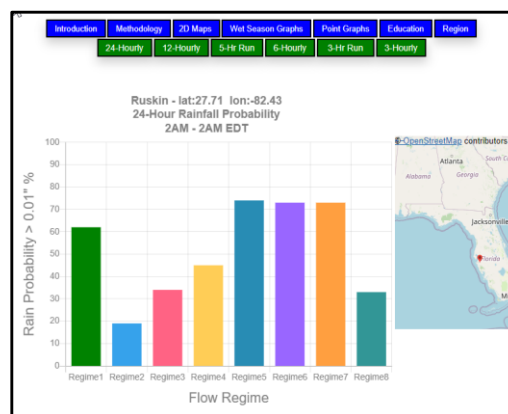 Introduction Methodology 2D Maps Wet Season Graphs Point Graphs Education Region
24-Hourly 12-Hourly 5-Hr Run 6-Hourly 3-Hr Run 3-Hourly
Ruskin - lat:27.71 lon:-82.43
24-Hour Rainfall Probability
2AM - 2AM EDT
Rain Probability > 0.01" %
100
90
80
70
60
50
40
30
20
10
0
Regime1 Regime2 Regime3 Regime4 Regime5 Regime6 Regime7 Regime8
Flow Regime
OpenStreetMap contributors
Atlanta
South C
Alabama
Georgia
Jacksonville
Florida
M